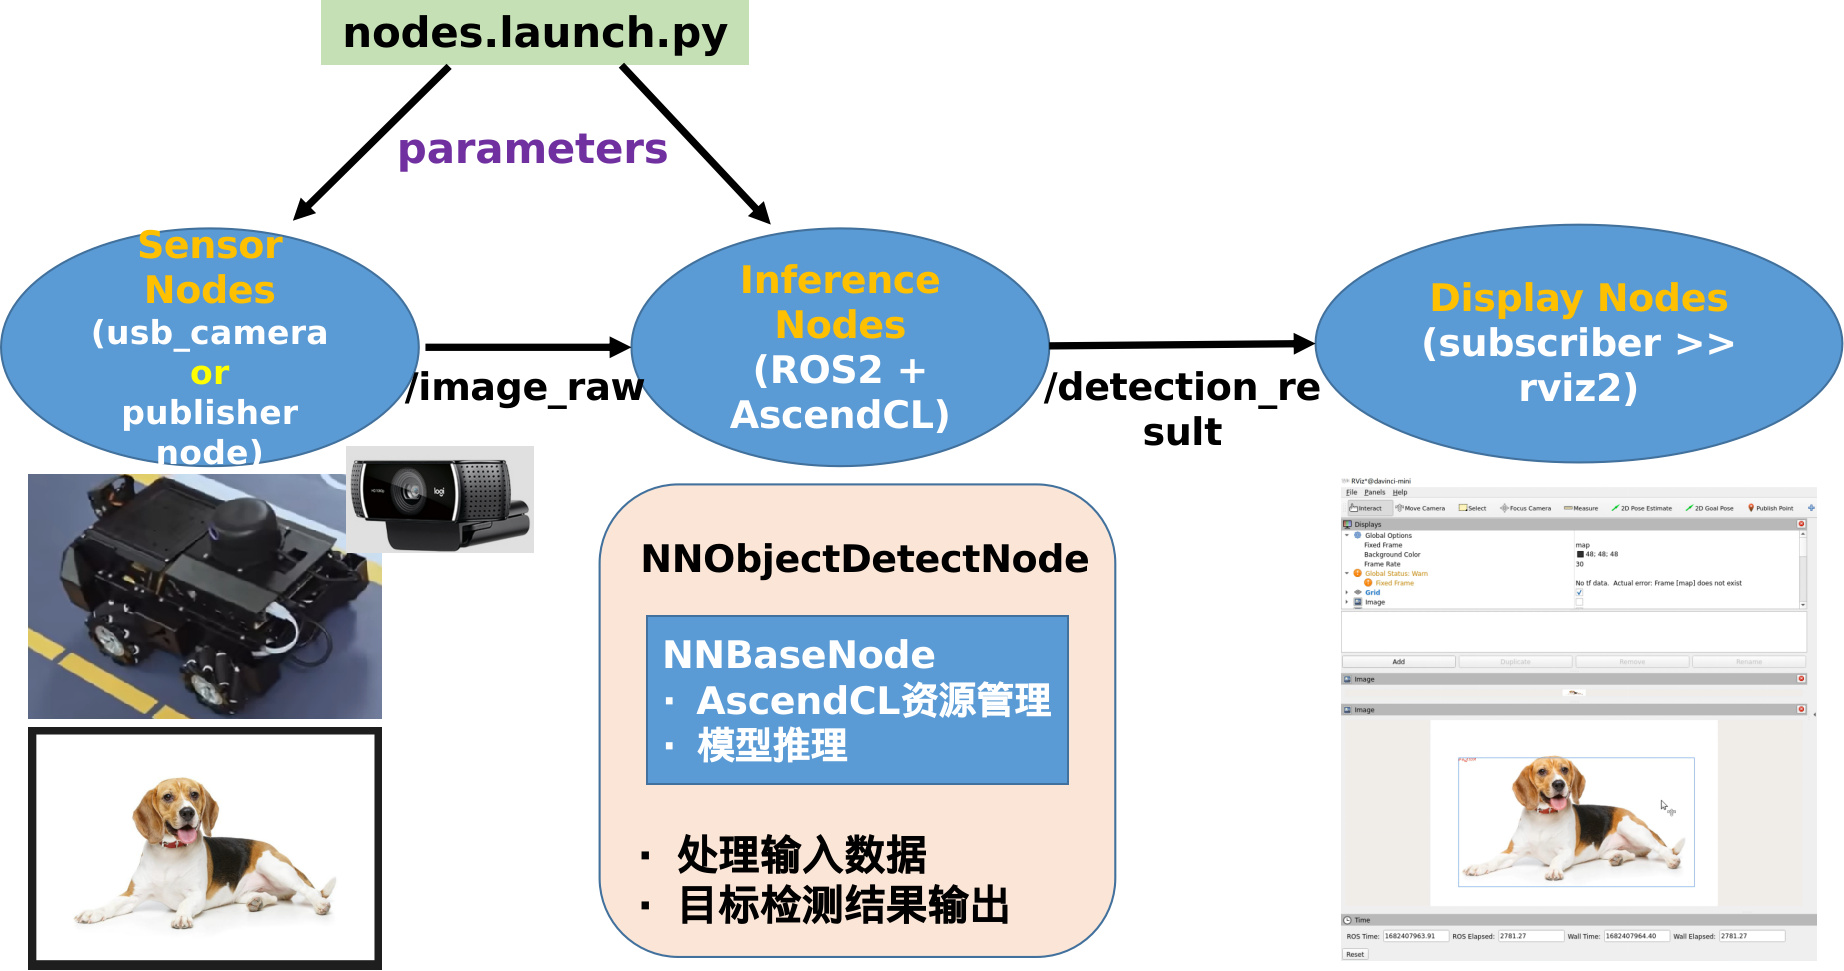 nodes.launch.py
parameters
Sensor
Nodes
(usb_camera
or
publisher
node)
/image_raw
Inference
Nodes
(ROS2 +
AscendCL)
/detection_re
sult
Display Nodes
(subscriber >>
rviz2)
logi
NNObjectDetectNode
NNBaseNode
· AscendCL资源管理
· 模型推理
· 处理输入数据
· 目标检测结果输出
RViz*@davinci-mini
File Panels Help
Interact Move Camera Select Focus Camera Measure 2D Pose Estimate 2D Goal Pose Publish Point
Displays
Global Options
Fixed Frame map
Background Color 48; 48; 48
Frame Rate 30
Global Status: Warn
Fixed Frame No tf data. Actual error: Frame [map] does not exist
Grid
Image
Add Duplicate Remove Rename
Image
Image
Time
ROS Time: 1682407963.91 ROS Elapsed: 2781.27 Wall Time: 1682407964.40 Wall Elapsed: 2781.27
Reset